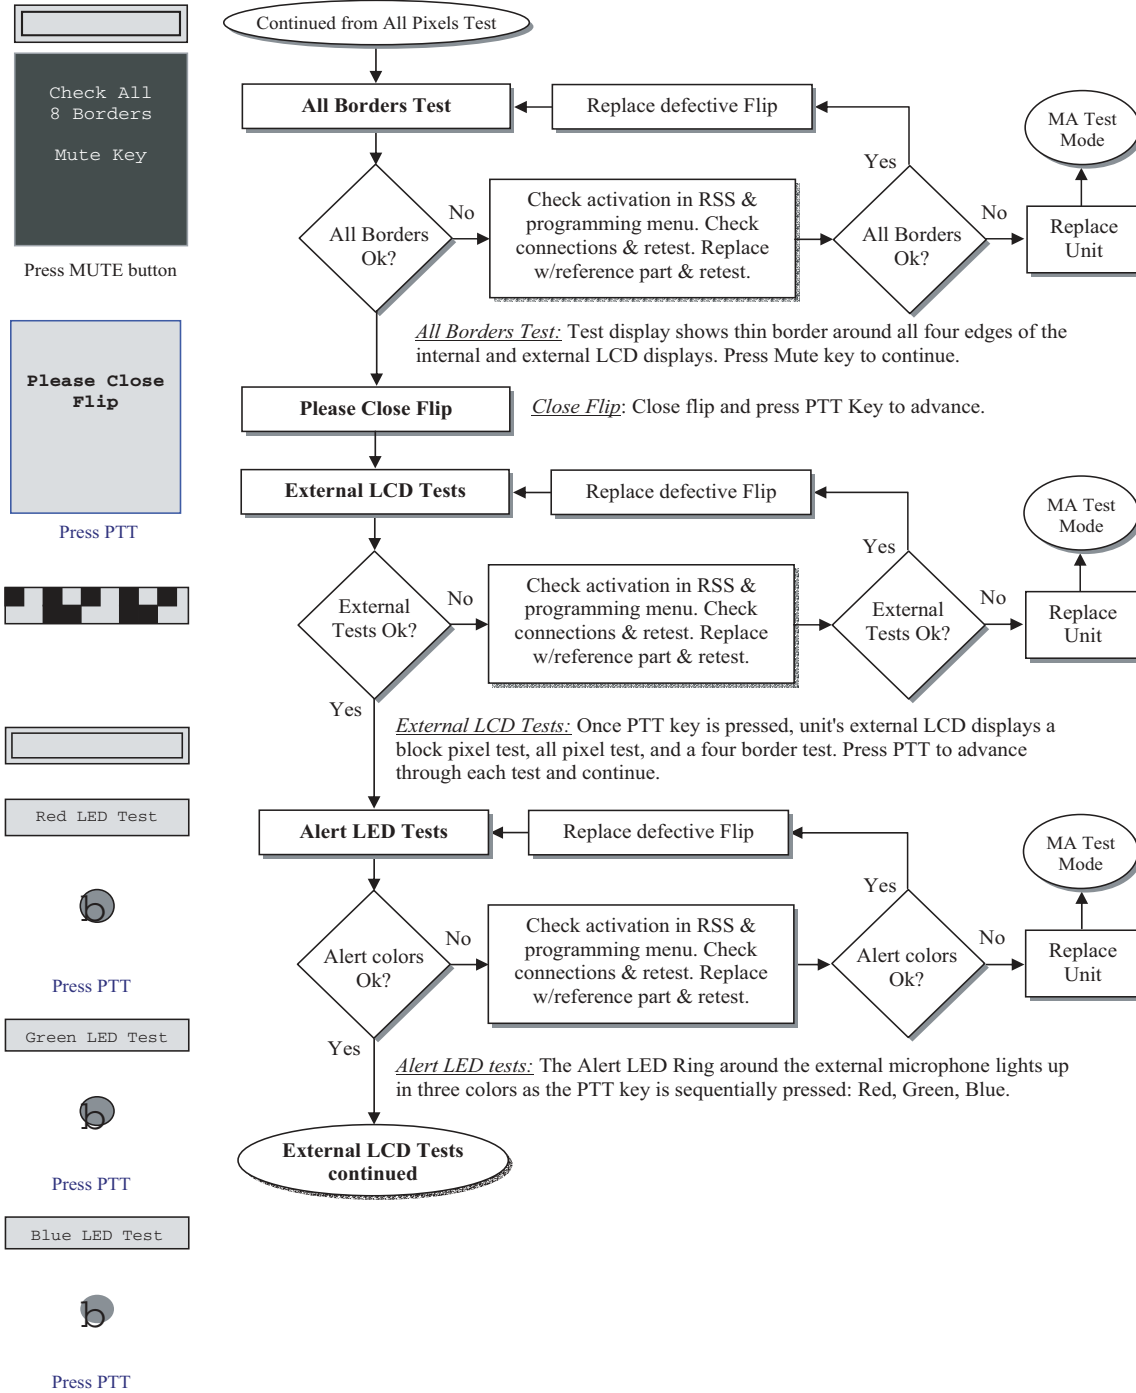 Continued from All Pixels Test
Check All
8 Borders
Mute Key
Press MUTE button
All Borders Test
Replace defective Flip
MA Test
Mode
Yes
All Borders
Ok?
No
Check activation in RSS &
programming menu. Check
connections & retest. Replace
w/reference part & retest.
All Borders
Ok?
No
Replace
Unit
All Borders Test: Test display shows thin border around all four edges of the
internal and external LCD displays. Press Mute key to continue.
Please Close
Flip
Press PTT
Please Close Flip
Close Flip: Close flip and press PTT Key to advance.
External LCD Tests
Replace defective Flip
MA Test
Mode
Yes
External
Tests Ok?
No
Check activation in RSS &
programming menu. Check
connections & retest. Replace
w/reference part & retest.
External
Tests Ok?
No
Replace
Unit
Yes
External LCD Tests: Once PTT key is pressed, unit's external LCD displays a
block pixel test, all pixel test, and a four border test. Press PTT to advance
through each test and continue.
Red LED Test
b
Press PTT
Alert LED Tests
Replace defective Flip
MA Test
Mode
Yes
Alert colors
Ok?
No
Check activation in RSS &
programming menu. Check
connections & retest. Replace
w/reference part & retest.
Alert colors
Ok?
No
Replace
Unit
Yes
Alert LED tests: The Alert LED Ring around the external microphone lights up
in three colors as the PTT key is sequentially pressed: Red, Green, Blue.
Green LED Test
b
Press PTT
External LCD Tests
continued
Blue LED Test
b
Press PTT